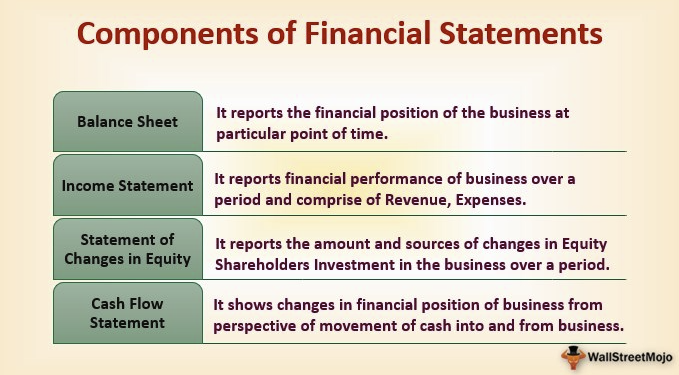 Components of Financial Statements
Balance Sheet
It reports the financial position of the business at
particular point of time.
Income Statement
It reports financial performance of business over a
period and comprise of Revenue, Expenses.
Statement of
Changes in Equity
It reports the amount and sources of changes in Equity
Shareholders Investment in the business over a period.
Cash Flow
Statement
It shows changes in financial position of business from
perspective of movement of cash into and from business.
WallStreetMojo